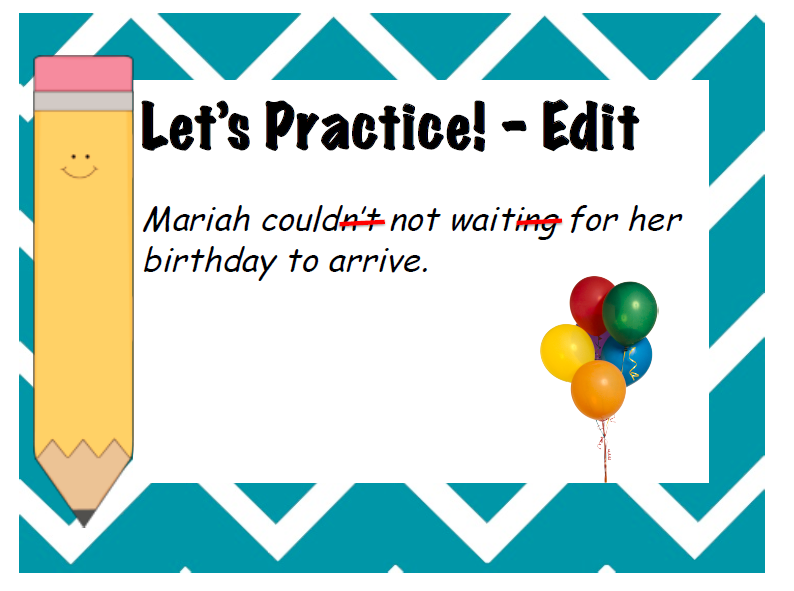 Let's Practice! - Edit
Mariah couldn't not waiting for her
birthday to arrive.